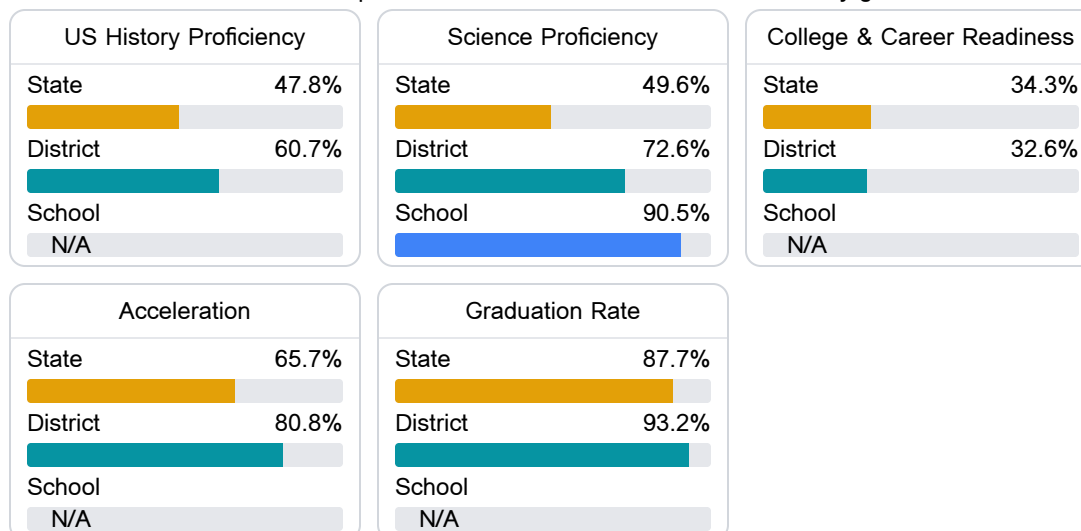 US History Proficiency
State 47.8%
District 60.7%
School
N/A
Science Proficiency
State 49.6%
District 72.6%
School 90.5%
College & Career Readiness
State 34.3%
District 32.6%
School
N/A
Acceleration
State 65.7%
District 80.8%
School
N/A
Graduation Rate
State 87.7%
District 93.2%
School
N/A